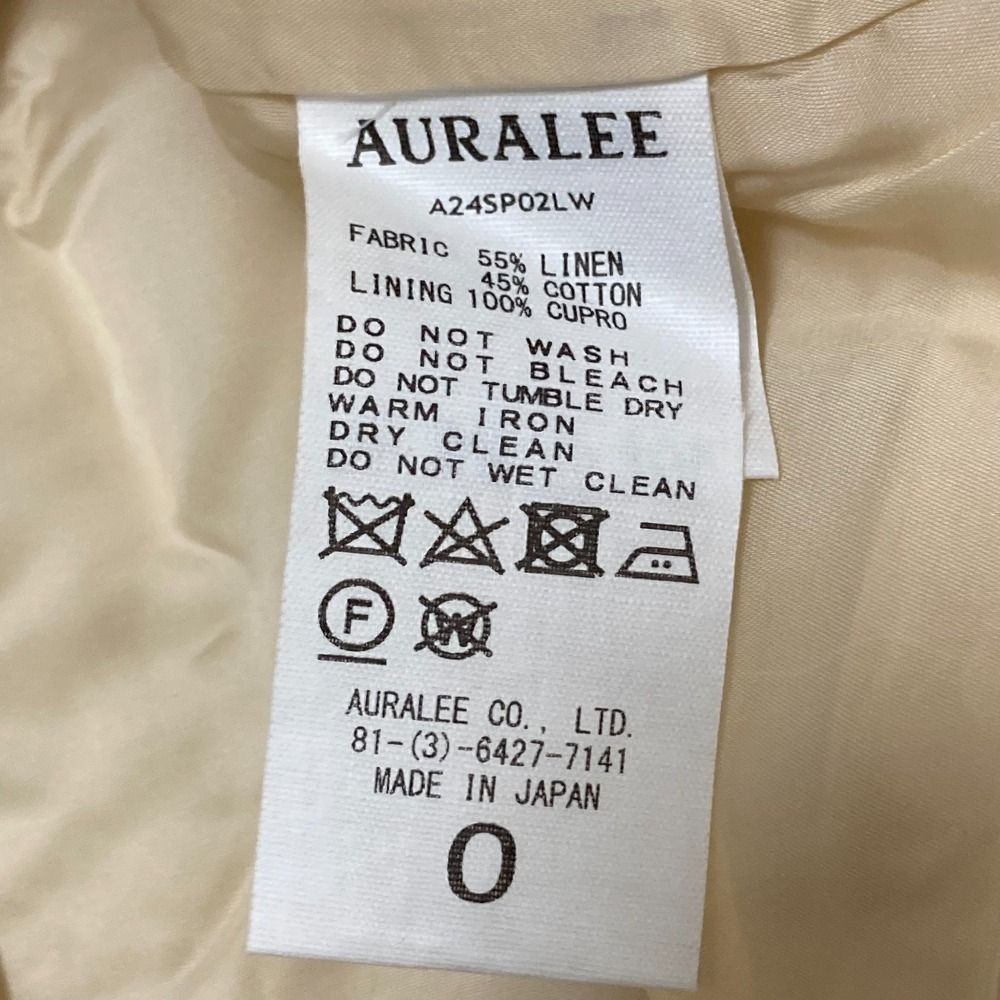 AURALEE
A24SP02LW
FABRIC 55% LINEN
45% COTTON
LINING 100% CUPRO
DO NOT WASH
DO NOT BLEACH
DO NOT TUMBLE DRY
WARM IRON
DRY CLEAN
DO NOT WET CLEAN
F W
AURALEE CO., LTD.
81-(3)-6427-7141
MADE IN JAPAN
0